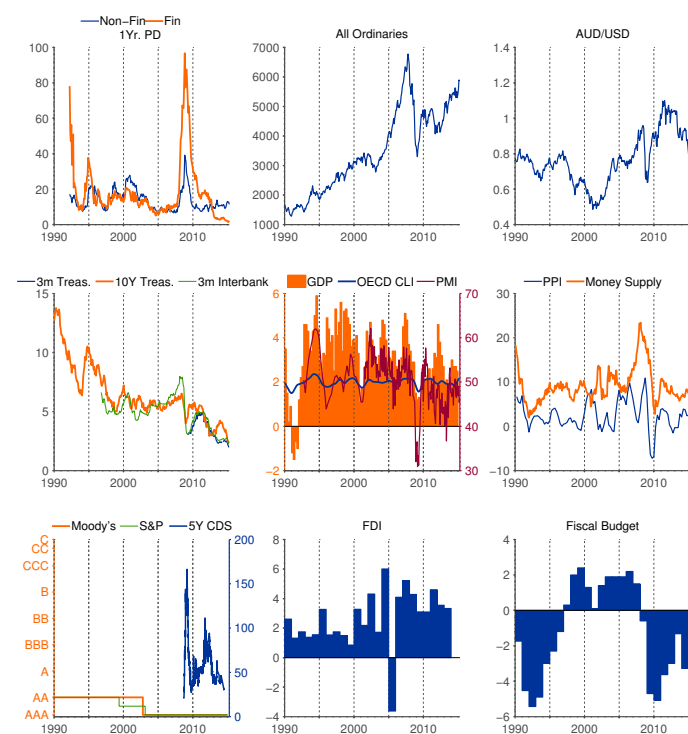 Non−Fin Fin
1Yr. PD
100
80
60
40
20
0
1990 2000 2010
All Ordinaries
7000
6000
5000
4000
3000
2000
1000
1990 2000 2010
AUD/USD
1.4
1.2
1
0.8
0.6
0.4
1990 2000 2010
3m Treas. 10Y Treas. 3m Interbank
15
10
5
0
1990 2000 2010
GDP OECD CLI PMI
6 70
4 60
2 50
0 40
−2 30
1990 2000 2010
PPI Money Supply
30
20
10
0
−10
1990 2000 2010
Moody's S&P 5Y CDS
C 200
CC
CCC
B 150
BB
BBB 100
A 50
AA
AAA 0
1990 2000 2010
FDI
8
6
4
2
0
−2
−4
1990 2000 2010
Fiscal Budget
4
2
0
−2
−4
−6
1990 2000 2010